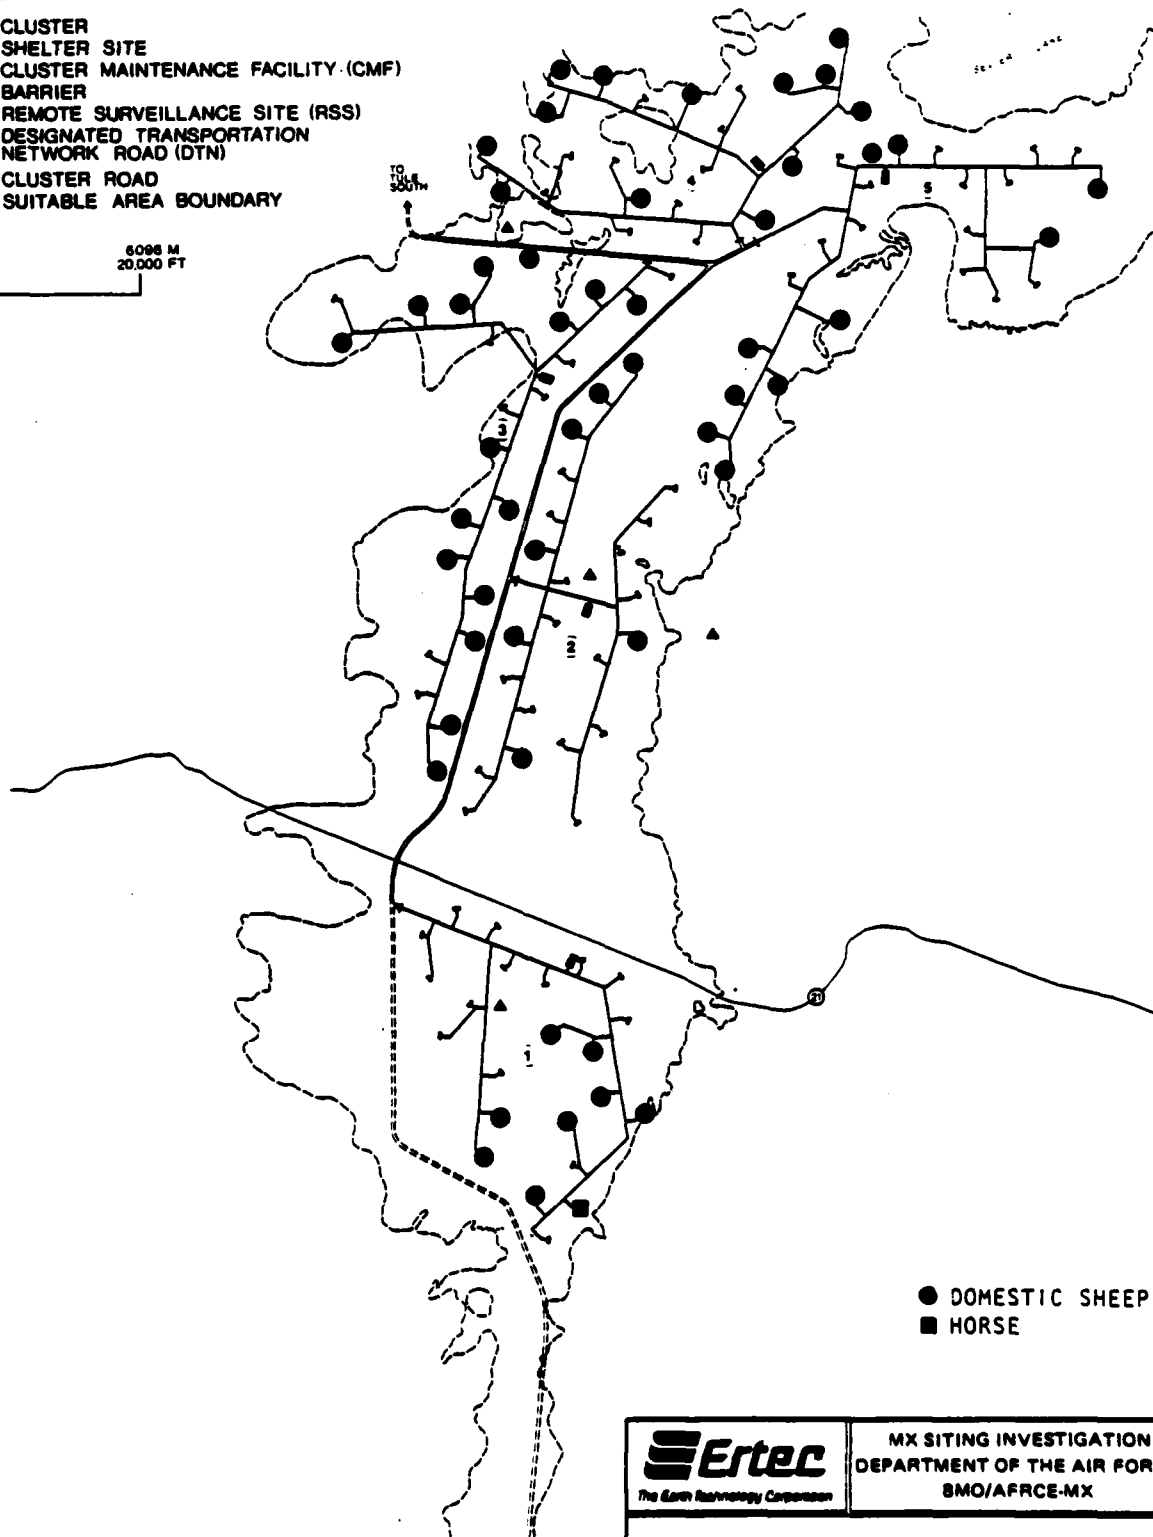 CLUSTER
SHELTER SITE
CLUSTER MAINTENANCE FACILITY (CMF)
BARRIER
REMOTE SURVEILLANCE SITE (RSS)
DESIGNATED TRANSPORTATION
NETWORK ROAD (DTN)
CLUSTER ROAD
SUITABLE AREA BOUNDARY
6096 M
20,000 FT
TO
TULE
SOUTH
4
5
3
2
21
1
● DOMESTIC SHEEP
■ HORSE
Ertec
The Earth Technology Corporation
MX SITING INVESTIGATION
DEPARTMENT OF THE AIR FOR
BMO/AFRCE-MX